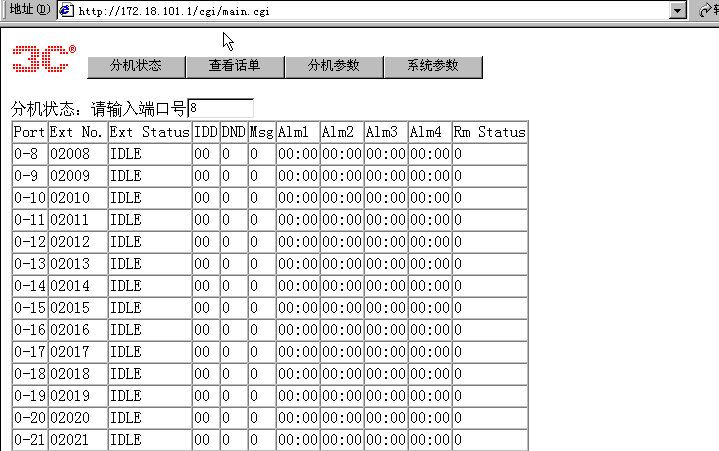 地址(D) http://172.18.101.1/cgi/main.cgi
3C®
分机状态 查看话单 分机参数 系统参数
分机状态：请输入端口号8
Port Ext No. Ext Status IDD DND Msg Alm1 Alm2 Alm3 Alm4 Rm Status
0-8 02008 IDLE 00 0 0 00:00 00:00 00:00 00:00 0
0-9 02009 IDLE 00 0 0 00:00 00:00 00:00 00:00 0
0-10 02010 IDLE 00 0 0 00:00 00:00 00:00 00:00 0
0-11 02011 IDLE 00 0 0 00:00 00:00 00:00 00:00 0
0-12 02012 IDLE 00 0 0 00:00 00:00 00:00 00:00 0
0-13 02013 IDLE 00 0 0 00:00 00:00 00:00 00:00 0
0-14 02014 IDLE 00 0 0 00:00 00:00 00:00 00:00 0
0-15 02015 IDLE 00 0 0 00:00 00:00 00:00 00:00 0
0-16 02016 IDLE 00 0 0 00:00 00:00 00:00 00:00 0
0-17 02017 IDLE 00 0 0 00:00 00:00 00:00 00:00 0
0-18 02018 IDLE 00 0 0 00:00 00:00 00:00 00:00 0
0-19 02019 IDLE 00 0 0 00:00 00:00 00:00 00:00 0
0-20 02020 IDLE 00 0 0 00:00 00:00 00:00 00:00 0
0-21 02021 IDLE 00 0 0 00:00 00:00 00:00 00:00 0